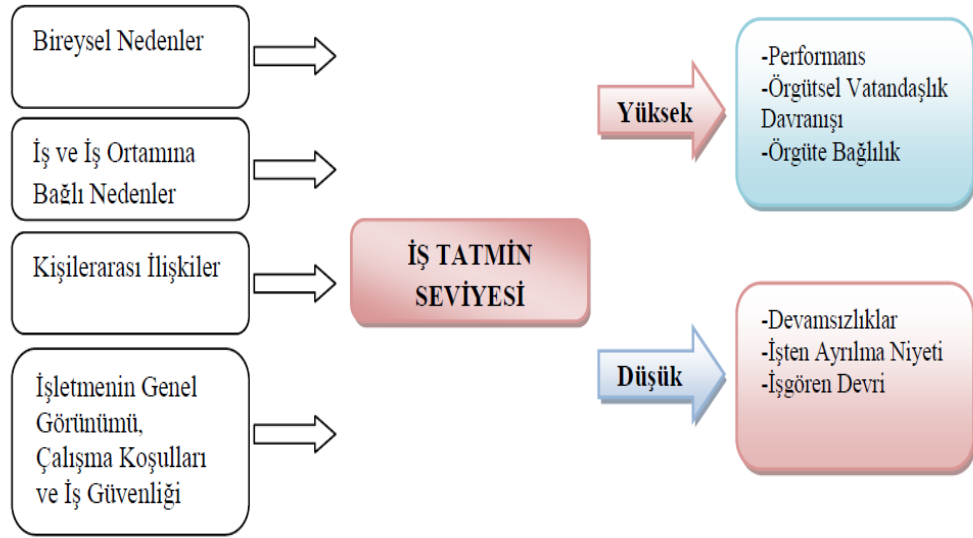 Bireysel Nedenler
İş ve İş Ortamına
Bağlı Nedenler
Kişilerarası İlişkiler
İşletmenin Genel
Görünümü,
Çalışma Koşulları
ve İş Güvenliği
İŞ TATMİN
SEVİYESİ
Yüksek
-Performans
-Örgütsel Vatandaşlık
Davranışı
-Örgüte Bağlılık
Düşük
-Devamsızlıklar
-İşten Ayrılma Niyeti
-İşgören Devri